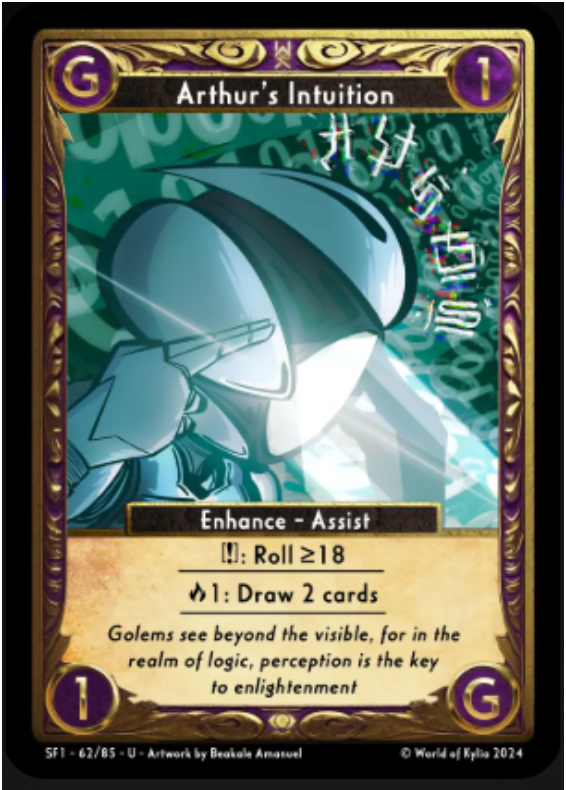 G
1
Arthur's Intuition
Enhance - Assist
[!]: Roll ≥18
1: Draw 2 cards
Golems see beyond the visible, for in the
realm of logic, perception is the key
to enlightenment
1
G
SF1 - 62/85 - U - Artwork by Beakale Amanuel
© World of Kylia 2024